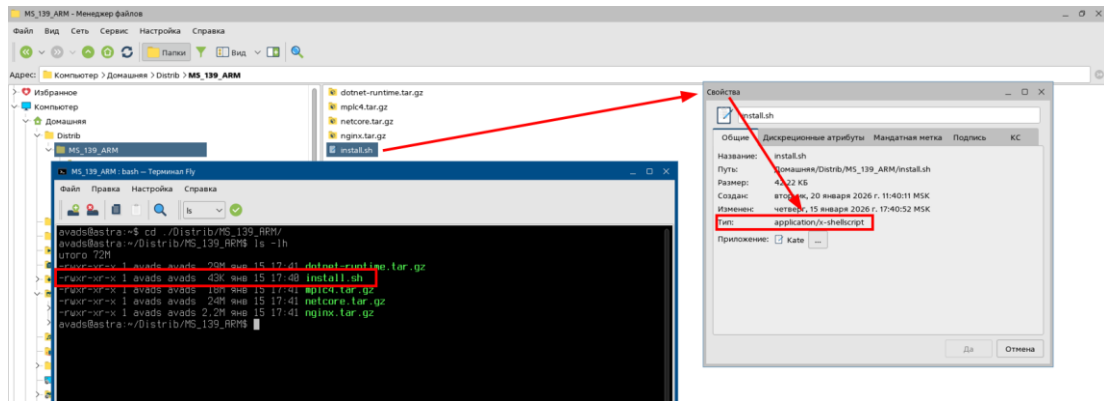 MS_139_ARM - Менеджер файлов
Файл Вид Сеть Сервис Настройка Справка
Папки Вид
Адрес: Компьютер Домашняя Distrib MS_139_ARM
Избранное
Компьютер
Домашняя
Distrib
MS_139_ARM
dotnet-runtime.tar.gz
mplc4.tar.gz
netcore.tar.gz
nginx.tar.gz
install.sh
MS_139_ARM : bash — Терминал Fly
Файл Правка Настройка Справка
ls
avads@astra:~$ cd ./Distrib/MS_139_ARM/
avads@astra:~/Distrib/MS_139_ARM$ ls -lh
итого 72M
-rwxr-xr-x 1 avads avads 29M янв 15 17:41 dotnet-runtime.tar.gz
-rwxr-xr-x 1 avads avads 43K янв 15 17:40 install.sh
-rwxr-xr-x 1 avads avads 18M янв 15 17:41 mplc4.tar.gz
-rwxr-xr-x 1 avads avads 24M янв 15 17:41 netcore.tar.gz
-rwxr-xr-x 1 avads avads 2,2M янв 15 17:41 nginx.tar.gz
avads@astra:~/Distrib/MS_139_ARM$
Свойства
install.sh
Общие Дискреционные атрибуты Мандатная метка Подпись КС
Название: install.sh
Путь: Домашняя/Distrib/MS_139_ARM/install.sh
Размер: 42,22 КБ
Создан: вторник, 20 января 2026 г. 11:40:11 MSK
Изменен: четверг, 15 января 2026 г. 17:40:52 MSK
Тип: application/x-shellscript
Приложение: Kate ...
Да Отмена